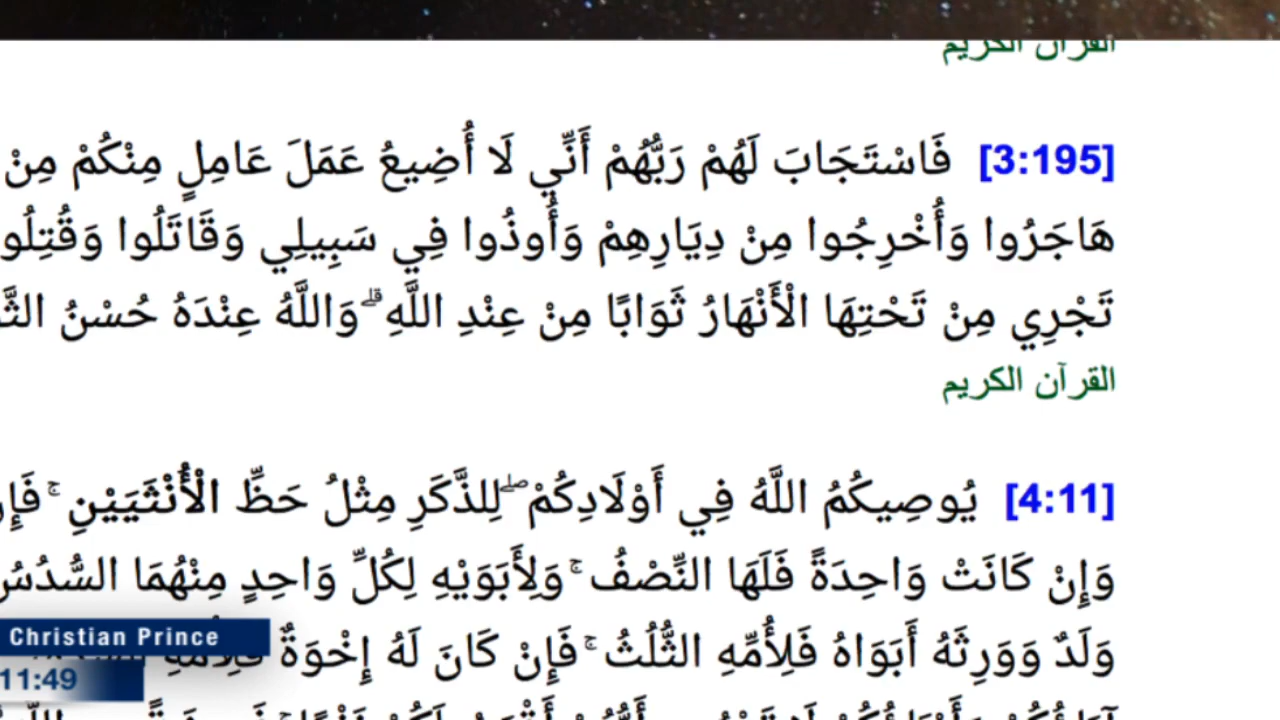 القرآن الكريم
[3:195] فَاسْتَجَابَ لَهُمْ رَبُّهُمْ أَنِّي لَا أُضِيعُ عَمَلَ عَامِلٍ مِنْكُمْ مِنْ
هَاجَرُوا وَأُخْرِجُوا مِنْ دِيَارِهِمْ وَأُوذُوا فِي سَبِيلِي وَقَاتَلُوا وَقُتِلُو
تَجْرِي مِنْ تَحْتِهَا الْأَنْهَارُ ثَوَابًا مِنْ عِنْدِ اللَّهِ ۗ وَاللَّهُ عِنْدَهُ حُسْنُ
القرآن الكريم
[4:11] يُوصِيكُمُ اللَّهُ فِي أَوْلَادِكُمْ ۖ لِلذَّكَرِ مِثْلُ حَظِّ الْأُنْثَيَيْنِ ۚ
وَإِنْ كَانَتْ وَاحِدَةً فَلَهَا النِّصْفُ ۚ وَلِأَبَوَيْهِ لِكُلِّ وَاحِدٍ مِنْهُمَا السُّدُسُ
وَلَدٌ وَوَرِثَهُ أَبَوَاهُ فَلِأُمِّهِ الثُّلُثُ ۚ فَإِنْ كَانَ لَهُ إِخْوَةٌ
Christian Prince
11:49